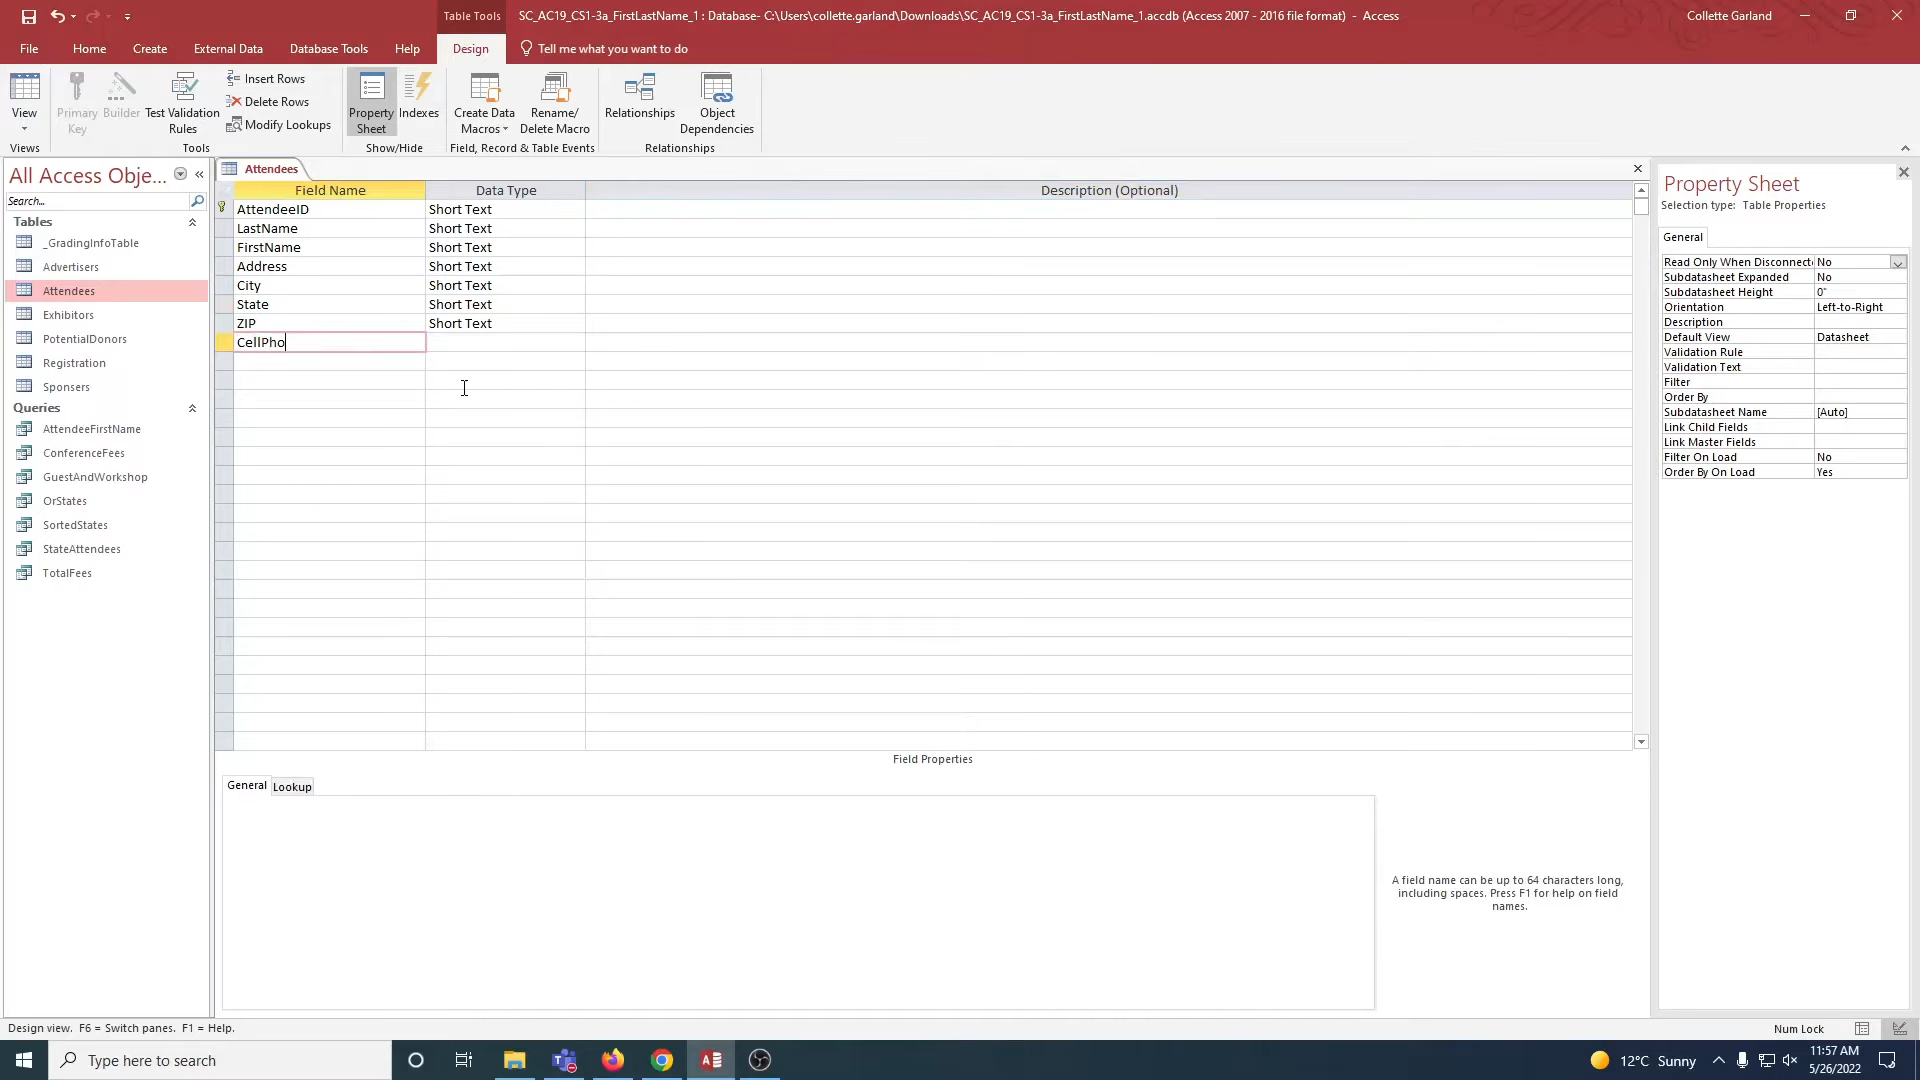 Table Tools
SC_AC19_CS1-3a_FirstLastName_1 : Database- C:\Users\collette.garland\Downloads\SC_AC19_CS1-3a_FirstLastName_1.accdb (Access 2007 - 2016 file format) - Access
Collette Garland
File Home Create External Data Database Tools Help Design Tell me what you want to do
View
Primary Key
Builder
Test Validation Rules
Insert Rows
Delete Rows
Modify Lookups
Property Sheet
Indexes
Create Data Macros
Rename/ Delete Macro
Relationships
Object Dependencies
Views
Tools
Show/Hide
Field, Record & Table Events
Relationships
All Access Obje...
Search...
Tables
_GradingInfoTable
Advertisers
Attendees
Exhibitors
PotentialDonors
Registration
Sponsers
Queries
AttendeeFirstName
ConferenceFees
GuestAndWorkshop
OrStates
SortedStates
StateAttendees
TotalFees
Attendees
Field Name Data Type Description (Optional)
AttendeeID Short Text
LastName Short Text
FirstName Short Text
Address Short Text
City Short Text
State Short Text
ZIP Short Text
CellPho
Field Properties
General Lookup
A field name can be up to 64 characters long,
including spaces. Press F1 for help on field
names.
Property Sheet
Selection type: Table Properties
General
Read Only When Disconnecte No
Subdatasheet Expanded No
Subdatasheet Height 0"
Orientation Left-to-Right
Description
Default View Datasheet
Validation Rule
Validation Text
Filter
Order By
Subdatasheet Name [Auto]
Link Child Fields
Link Master Fields
Filter On Load No
Order By On Load Yes
Design view. F6 = Switch panes. F1 = Help.
Num Lock
Type here to search
12°C Sunny
11:57 AM
5/26/2022